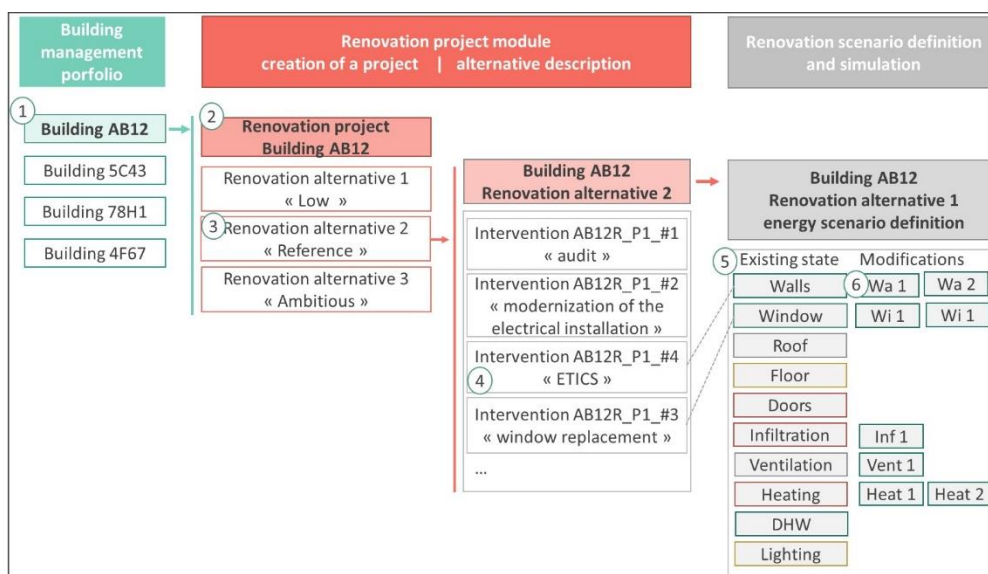 Building
management
porfolio
Renovation project module
creation of a project | alternative description
Renovation scenario definition
and simulation
1
Building AB12
Building 5C43
Building 78H1
Building 4F67
2
Renovation project
Building AB12
Renovation alternative 1
« Low »
3
Renovation alternative 2
« Reference »
Renovation alternative 3
« Ambitious »
Building AB12
Renovation alternative 2
Intervention AB12R_P1_#1
« audit »
Intervention AB12R_P1_#2
« modernization of the
electrical installation »
Intervention AB12R_P1_#4
4
« ETICS »
Intervention AB12R_P1_#3
« window replacement »
...
Building AB12
Renovation alternative 1
energy scenario definition
5 Existing state Modifications
Walls 6 Wa 1 Wa 2
Window Wi 1 Wi 1
Roof
Floor
Doors
Infiltration Inf 1
Ventilation Vent 1
Heating Heat 1 Heat 2
DHW
Lighting